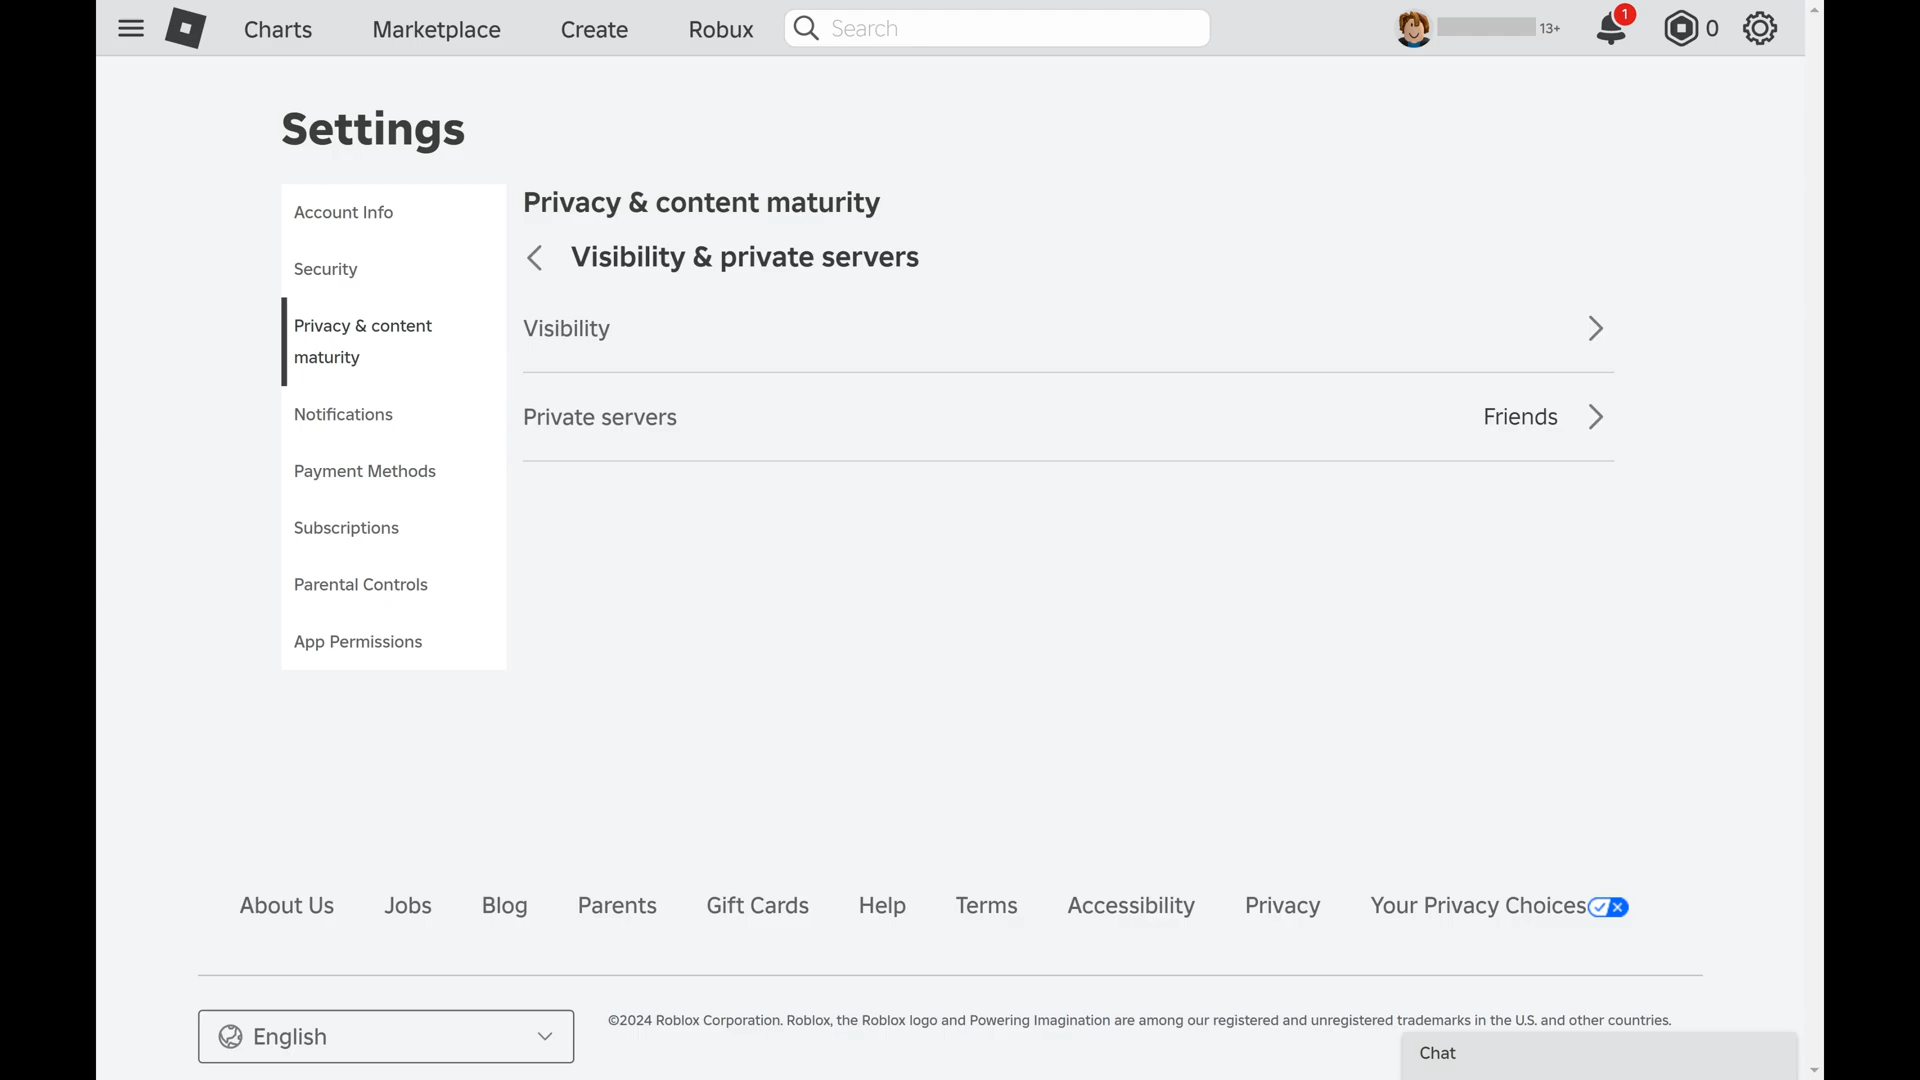 Charts
Marketplace
Create
Robux
Search
13+
1
0
Settings
Account Info
Security
Privacy & content
maturity
Notifications
Payment Methods
Subscriptions
Parental Controls
App Permissions
Privacy & content maturity
Visibility & private servers
Visibility
Private servers
Friends
About Us
Jobs
Blog
Parents
Gift Cards
Help
Terms
Accessibility
Privacy
Your Privacy Choices
English
©2024 Roblox Corporation. Roblox, the Roblox logo and Powering Imagination are among our registered and unregistered trademarks in the U.S. and other countries.
Chat